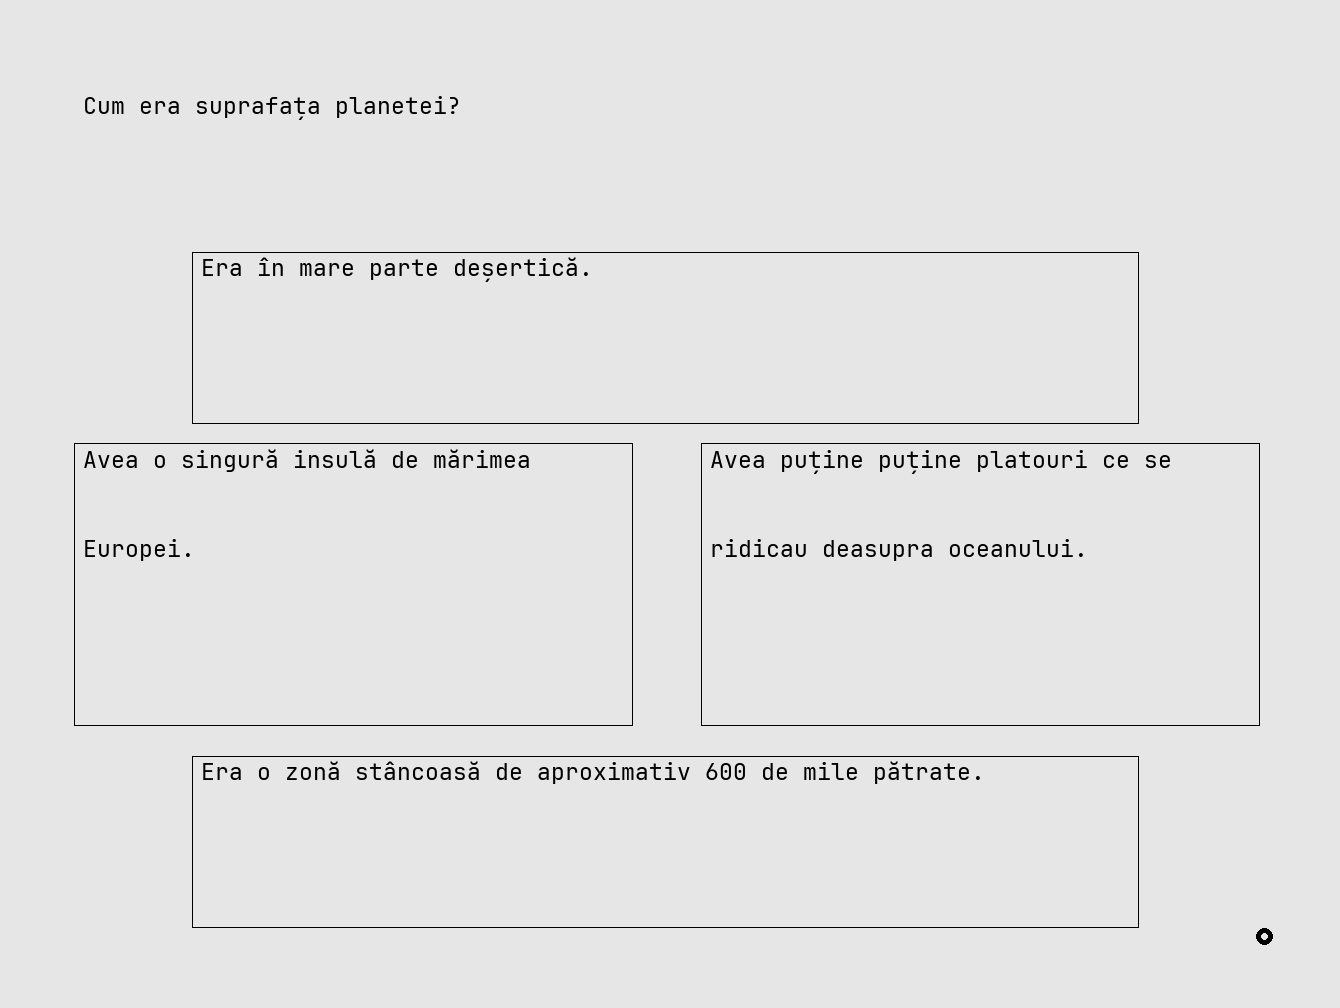 Cum era suprafața planetei?
Era în mare parte deșertică.
Avea o singură insulă de mărimea
Europei.
Avea puține puține platouri ce se
ridicau deasupra oceanului.
Era o zonă stâncoasă de aproximativ 600 de mile pătrate.